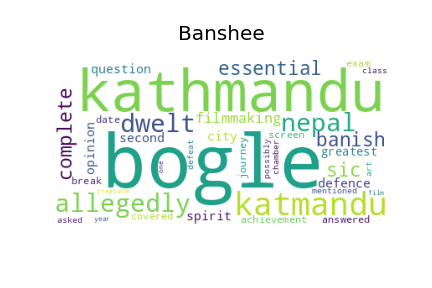 Banshee
question essential exam class
kathmandu
complete date dwelt filmmaking nepal
opinion second city screen banish
bogle
defeat journey possibly chamber greatest
break one sic art
creature defence
allegedly mentioned film
spirit katmandu
asked year covered achievement answered